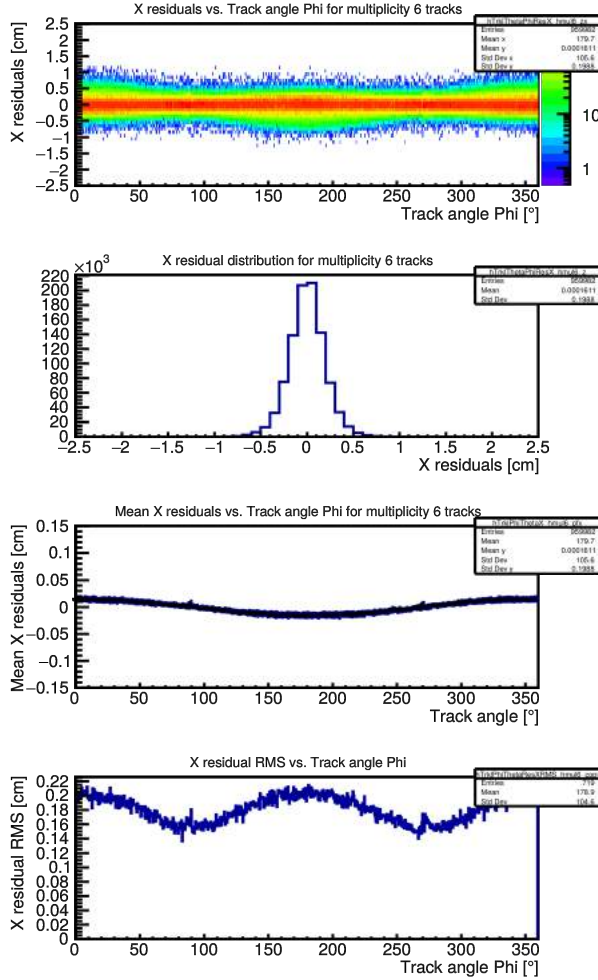 X residuals vs. Track angle Phi for multiplicity 6 tracks
Entries 959982
Mean x 179.7
Mean y 0.0001611
Std Dev x 105.6
Std Dev y 0.1988
X residuals [cm]
2.5
2
1.5
1
0.5
0
−0.5
−1
−1.5
−2
−2.5
10
1
0 50 100 150 200 250 300 350
Track angle Phi [°]
X residual distribution for multiplicity 6 tracks
×10³
Entries 959982
Mean 0.0001611
Std Dev 0.1988
220
200
180
160
140
120
100
80
60
40
20
0
−2.5 −2 −1.5 −1 −0.5 0 0.5 1 1.5 2 2.5
X residuals [cm]
Mean X residuals vs. Track angle Phi for multiplicity 6 tracks
Entries 959982
Mean 179.7
Mean y 0.0001611
Std Dev 105.6
Std Dev y 0.1988
Mean X residuals [cm]
0.15
0.1
0.05
0
−0.05
−0.1
−0.15
0 50 100 150 200 250 300 350
Track angle [°]
X residual RMS vs. Track angle Phi
Entries 719
Mean 178.9
Std Dev 104.6
X residual RMS [cm]
0.22
0.2
0.18
0.16
0.14
0.12
0.1
0.08
0.06
0.04
0.02
0
0 50 100 150 200 250 300 350
Track angle Phi [°]